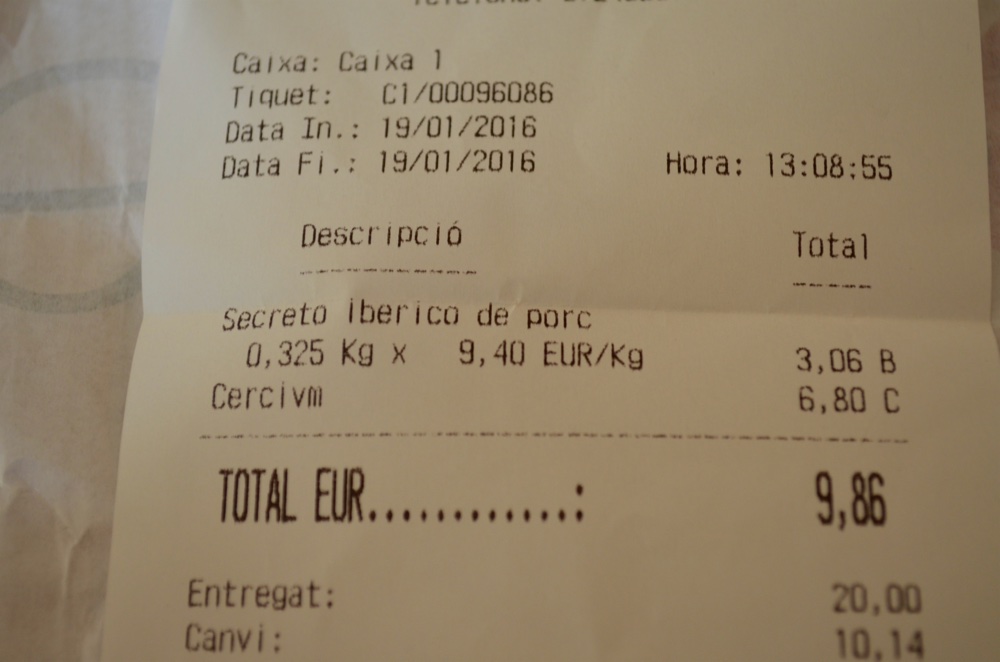 Caixa: Caixa 1
Tiquet: C1/00096086
Data In.: 19/01/2016
Data Fi.: 19/01/2016 Hora: 13:08:55
Descripció Total
Secreto iberico de porc
0,325 Kg x 9,40 EUR/Kg 3,06 B
Cercivm 6,80 C
TOTAL EUR.............: 9,86
Entregat: 20,00
Canvi: 10,14